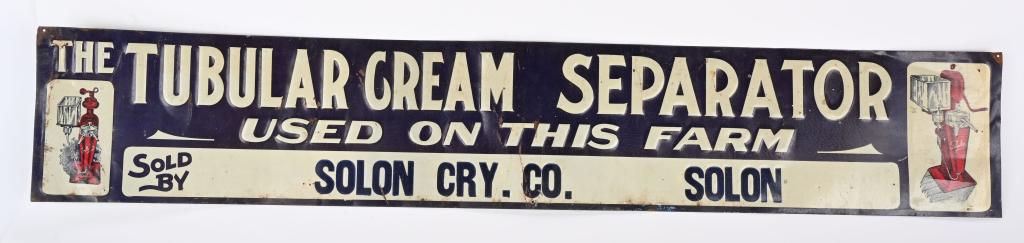 THE TUBULAR CREAM SEPARATOR
USED ON THIS FARM
SOLD BY SOLON CRY. CO. SOLON